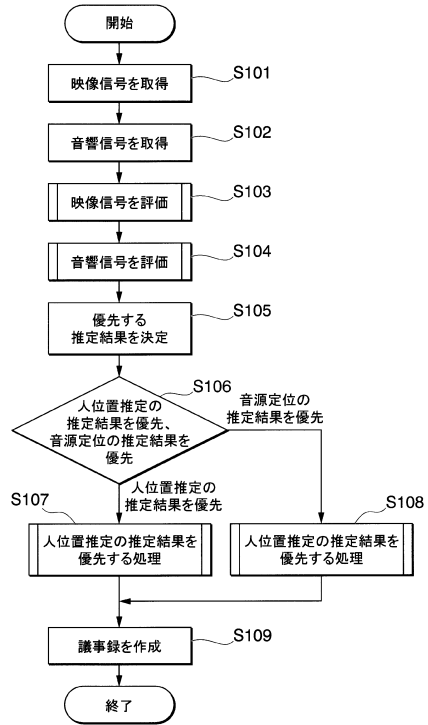 開始
映像信号を取得
S101
音響信号を取得
S102
映像信号を評価
S103
音響信号を評価
S104
優先する
推定結果を決定
S105
人位置推定の
推定結果を優先、
音源定位の推定結果を
優先
S106
音源定位の
推定結果を優先
人位置推定の
推定結果を優先
S107
人位置推定の推定結果を
優先する処理
S108
人位置推定の推定結果を
優先する処理
議事録を作成
S109
終了